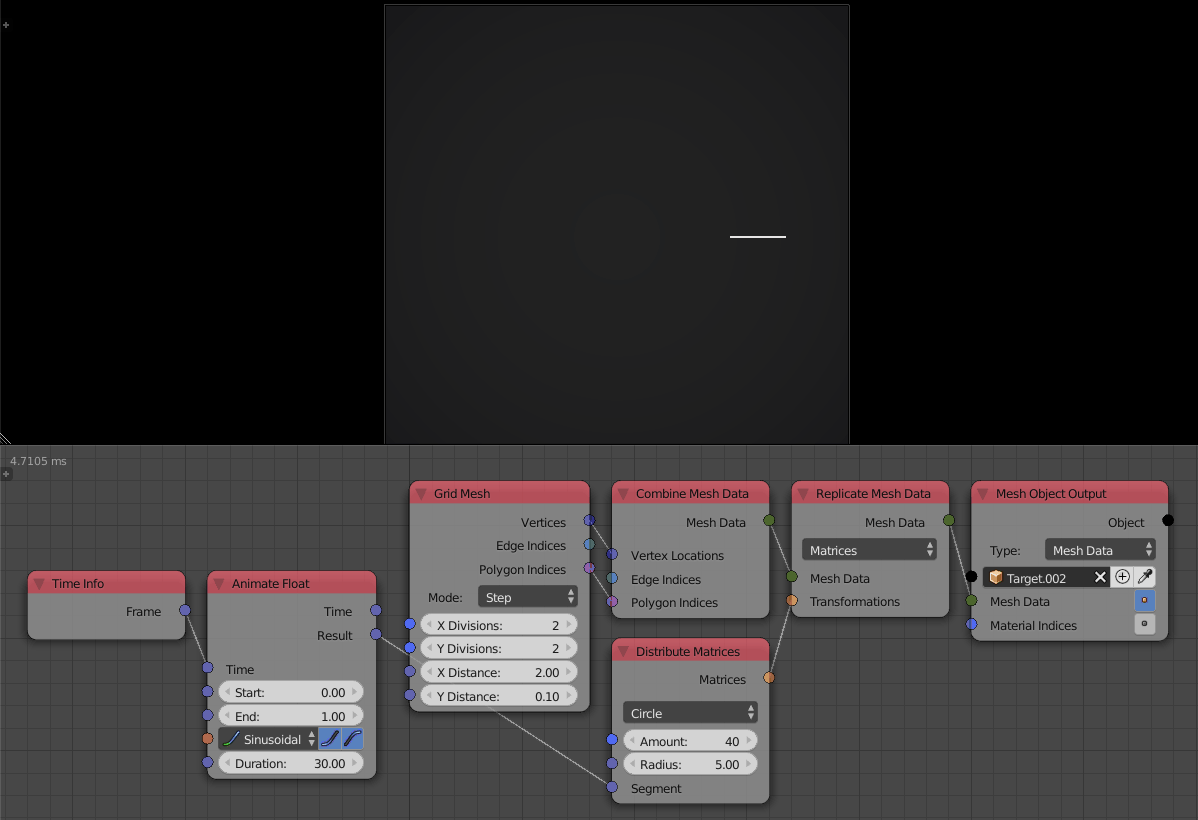 4.7105 ms
Time Info
Frame
Animate Float
Time
Result
Time
Start: 0.00
End: 1.00
Sinusoidal
Duration: 30.00
Grid Mesh
Vertices
Edge Indices
Polygon Indices
Mode: Step
X Divisions: 2
Y Divisions: 2
X Distance: 2.00
Y Distance: 0.10
Combine Mesh Data
Mesh Data
Vertex Locations
Edge Indices
Polygon Indices
Distribute Matrices
Matrices
Circle
Amount: 40
Radius: 5.00
Segment
Replicate Mesh Data
Mesh Data
Matrices
Mesh Data
Transformations
Mesh Object Output
Object
Type: Mesh Data
Target.002
Mesh Data
Material Indices